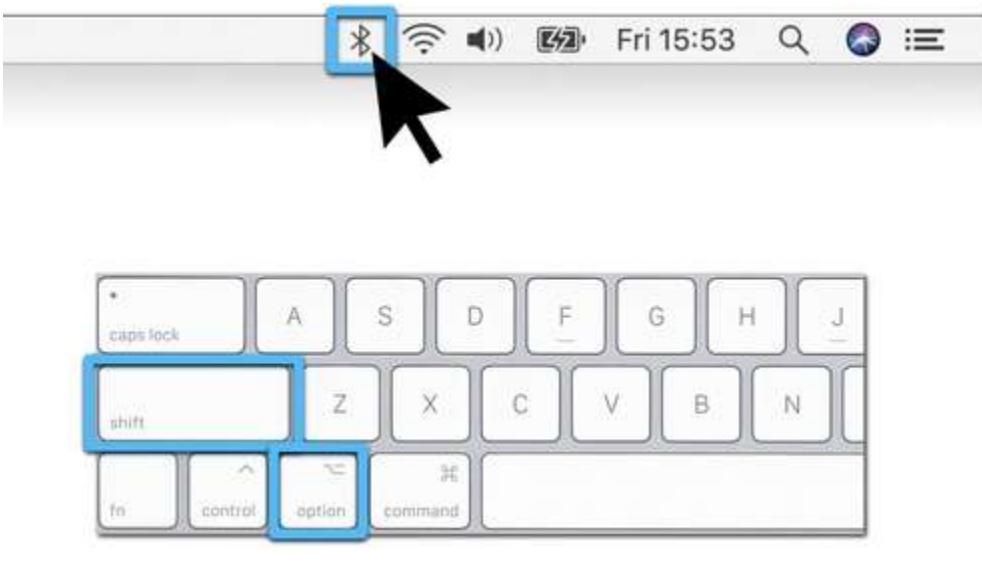 Fri 15:53
caps lock A S D F G H J
shift Z X C V B N
fn control option command